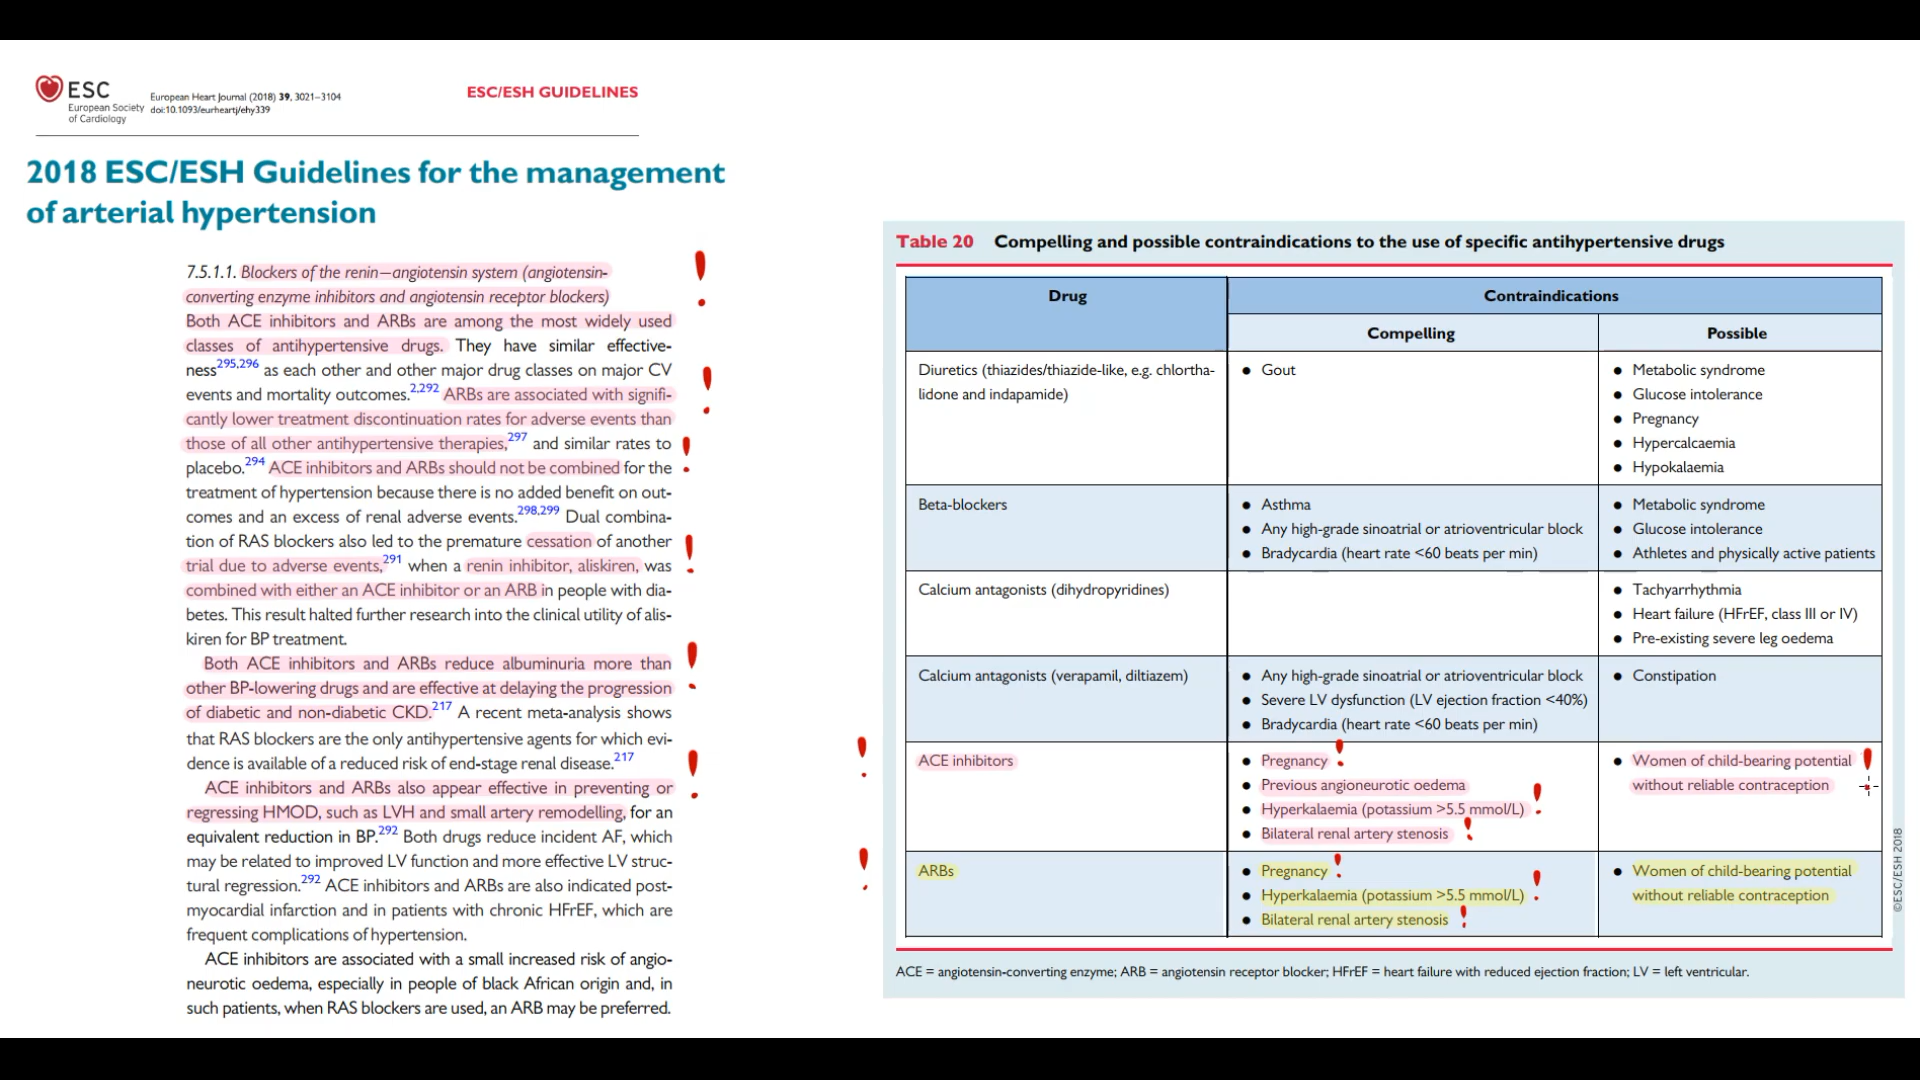 ESC
European Society
of Cardiology
European Heart Journal (2018) 39, 3021–3104
doi:10.1093/eurheartj/ehy339
ESC/ESH GUIDELINES
2018 ESC/ESH Guidelines for the management
of arterial hypertension
7.5.1.1. Blockers of the renin–angiotensin system (angiotensin-
converting enzyme inhibitors and angiotensin receptor blockers)
Both ACE inhibitors and ARBs are among the most widely used
classes of antihypertensive drugs. They have similar effective-
ness295,296 as each other and other major drug classes on major CV
events and mortality outcomes.2,292 ARBs are associated with signifi-
cantly lower treatment discontinuation rates for adverse events than
those of all other antihypertensive therapies,297 and similar rates to
placebo.294 ACE inhibitors and ARBs should not be combined for the
treatment of hypertension because there is no added benefit on out-
comes and an excess of renal adverse events.298,299 Dual combina-
tion of RAS blockers also led to the premature cessation of another
trial due to adverse events,291 when a renin inhibitor, aliskiren, was
combined with either an ACE inhibitor or an ARB in people with dia-
betes. This result halted further research into the clinical utility of alis-
kiren for BP treatment.
Both ACE inhibitors and ARBs reduce albuminuria more than
other BP-lowering drugs and are effective at delaying the progression
of diabetic and non-diabetic CKD.217 A recent meta-analysis shows
that RAS blockers are the only antihypertensive agents for which evi-
dence is available of a reduced risk of end-stage renal disease.217
ACE inhibitors and ARBs also appear effective in preventing or
regressing HMOD, such as LVH and small artery remodelling, for an
equivalent reduction in BP.292 Both drugs reduce incident AF, which
may be related to improved LV function and more effective LV struc-
tural regression.292 ACE inhibitors and ARBs are also indicated post-
myocardial infarction and in patients with chronic HFrEF, which are
frequent complications of hypertension.
ACE inhibitors are associated with a small increased risk of angio-
neurotic oedema, especially in people of black African origin and, in
such patients, when RAS blockers are used, an ARB may be preferred.
Table 20 Compelling and possible contraindications to the use of specific antihypertensive drugs
Drug
Contraindications
Compelling
Possible
Diuretics (thiazides/thiazide-like, e.g. chlortha-
lidone and indapamide)
● Gout
● Metabolic syndrome
● Glucose intolerance
● Pregnancy
● Hypercalcaemia
● Hypokalaemia
Beta-blockers
● Asthma
● Any high-grade sinoatrial or atrioventricular block
● Bradycardia (heart rate <60 beats per min)
● Metabolic syndrome
● Glucose intolerance
● Athletes and physically active patients
Calcium antagonists (dihydropyridines)
● Tachyarrhythmia
● Heart failure (HFrEF, class III or IV)
● Pre-existing severe leg oedema
Calcium antagonists (verapamil, diltiazem)
● Any high-grade sinoatrial or atrioventricular block
● Severe LV dysfunction (LV ejection fraction <40%)
● Bradycardia (heart rate <60 beats per min)
● Constipation
ACE inhibitors
● Pregnancy
● Previous angioneurotic oedema
● Hyperkalaemia (potassium >5.5 mmol/L)
● Bilateral renal artery stenosis
● Women of child-bearing potential
without reliable contraception
ARBs
● Pregnancy
● Hyperkalaemia (potassium >5.5 mmol/L)
● Bilateral renal artery stenosis
● Women of child-bearing potential
without reliable contraception
©ESC/ESH 2018
ACE = angiotensin-converting enzyme; ARB = angiotensin receptor blocker; HFrEF = heart failure with reduced ejection fraction; LV = left ventricular.